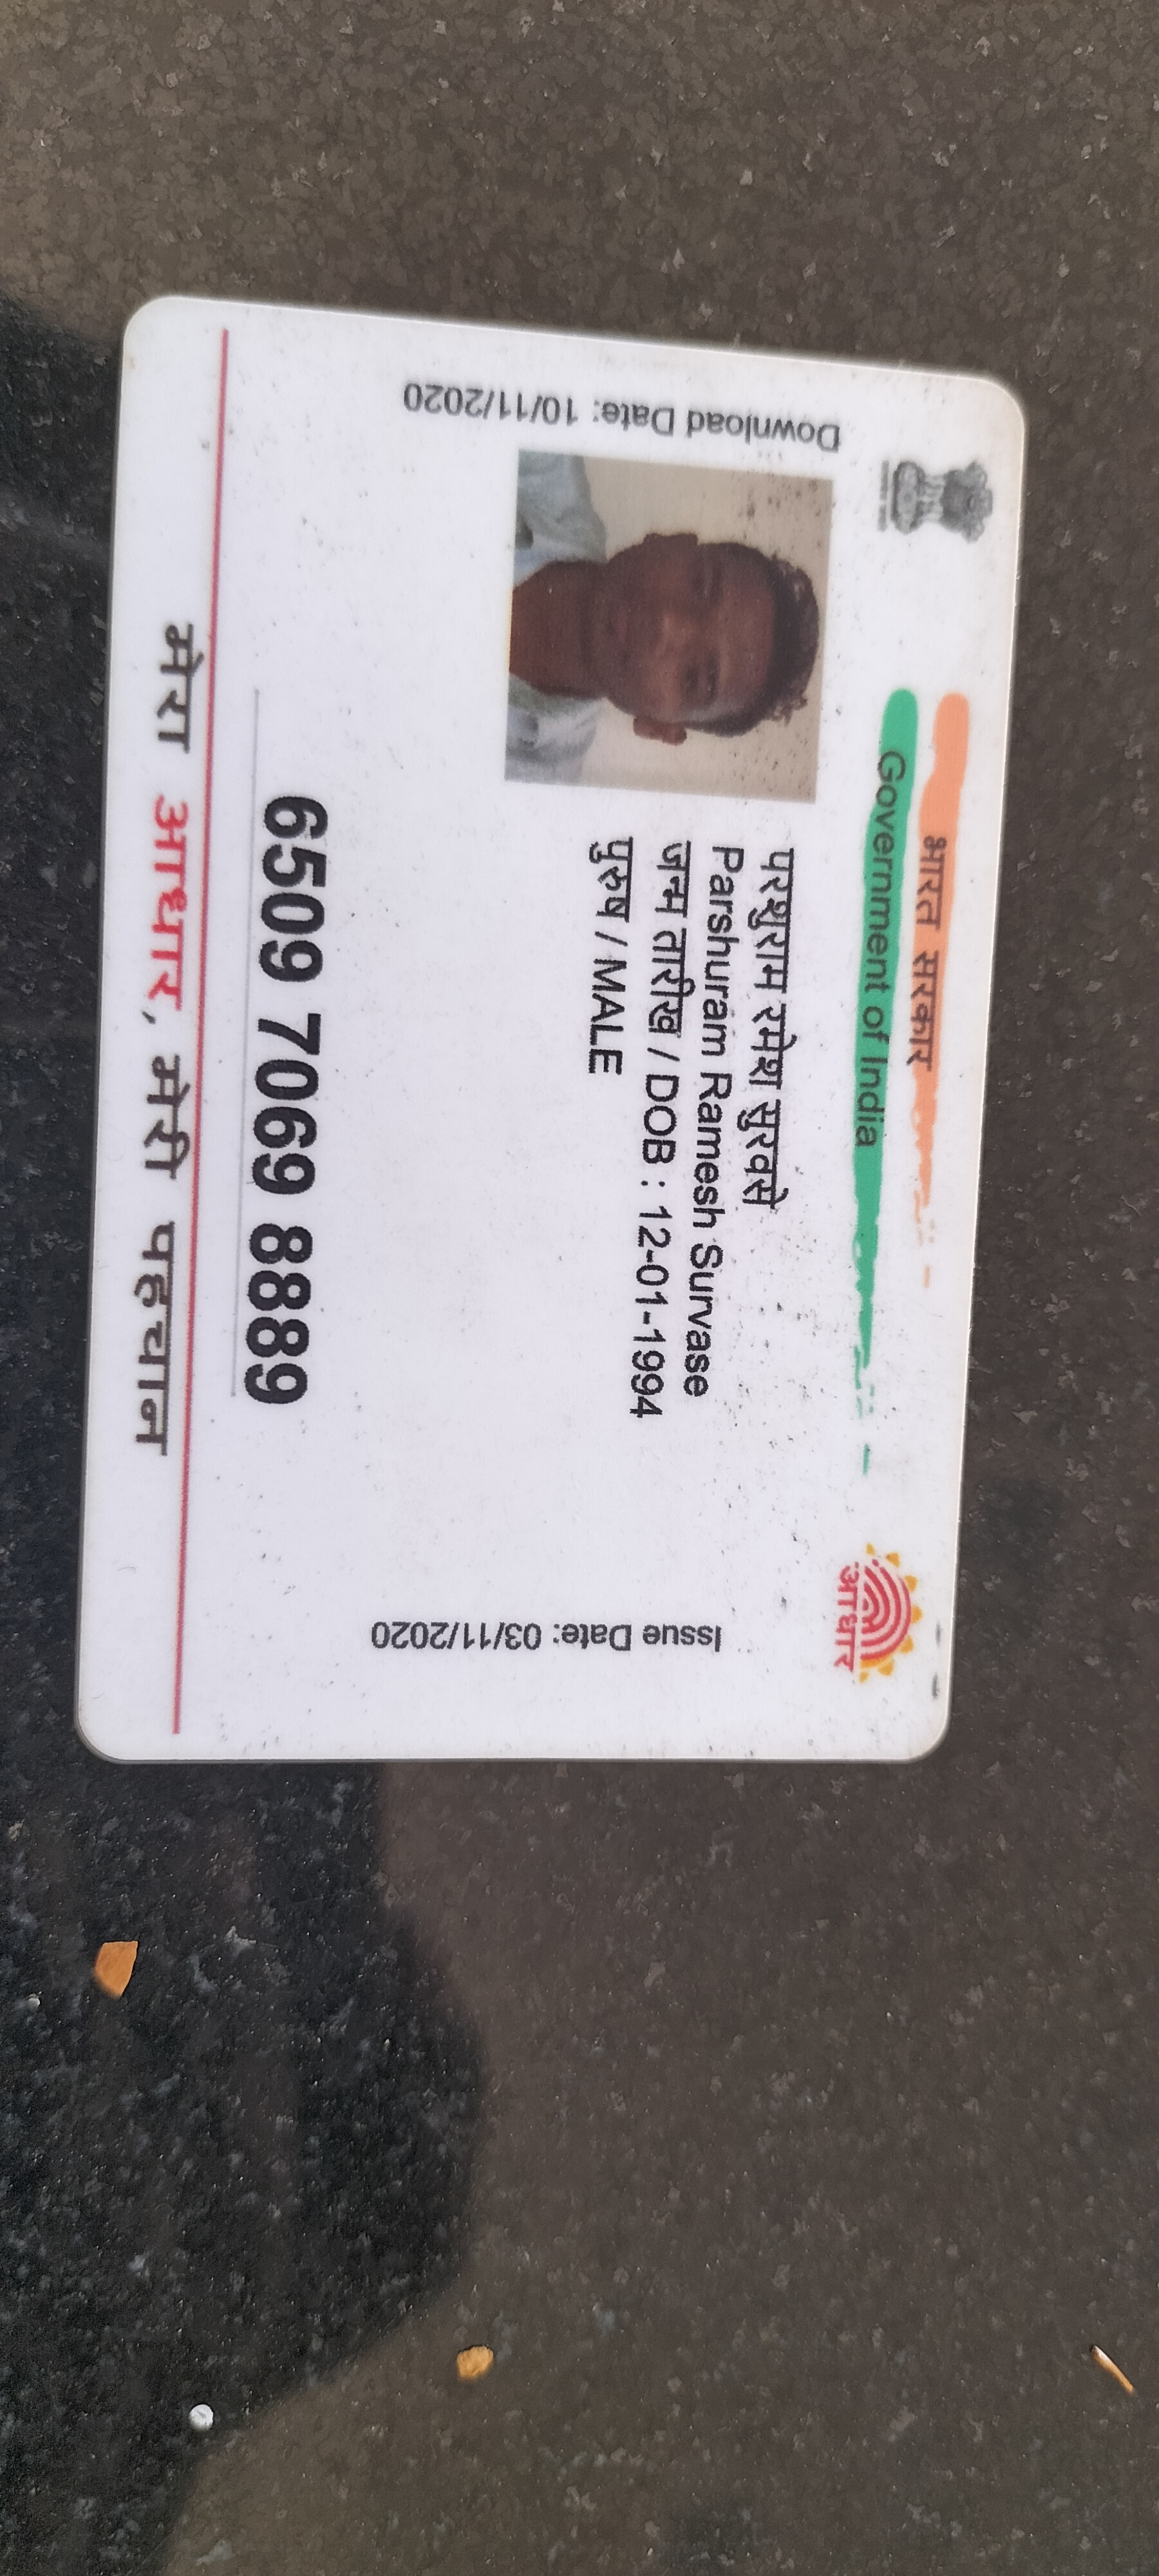 भारत सरकार
Government of India
Download Date: 10/11/2020
परशुराम रमेश सुरवसे
Parshuram Ramesh Survase
जन्म तारीख / DOB : 12-01-1994
पुरुष / MALE
Issue Date: 03/11/2020
आधार
6509 7069 8889
मेरा आधार, मेरी पहचान